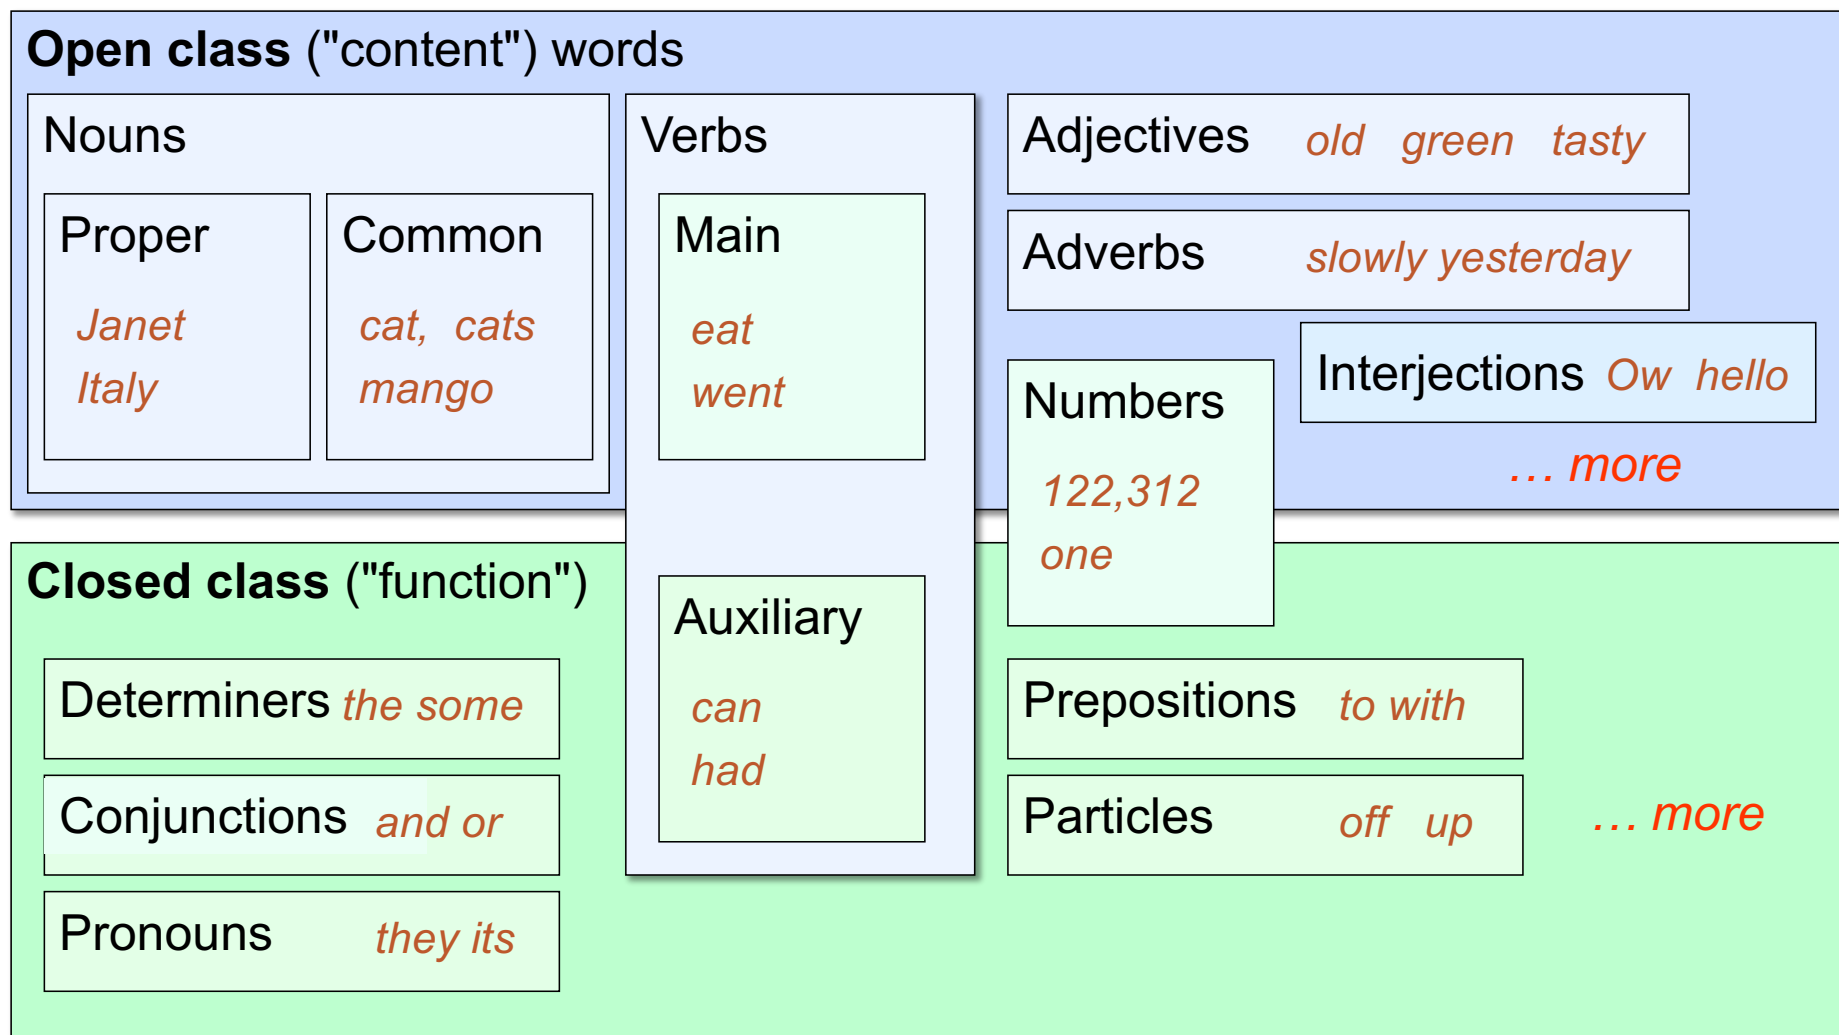 Open class ("content") words
Nouns
Proper
Janet
Italy
Common
cat, cats
mango
Verbs
Main
eat
went
Auxiliary
can
had
Adjectives old green tasty
Adverbs slowly yesterday
Interjections Ow hello
Numbers
122,312
one
… more
Closed class ("function")
Determiners the some
Conjunctions and or
Pronouns they its
Prepositions to with
Particles off up
… more